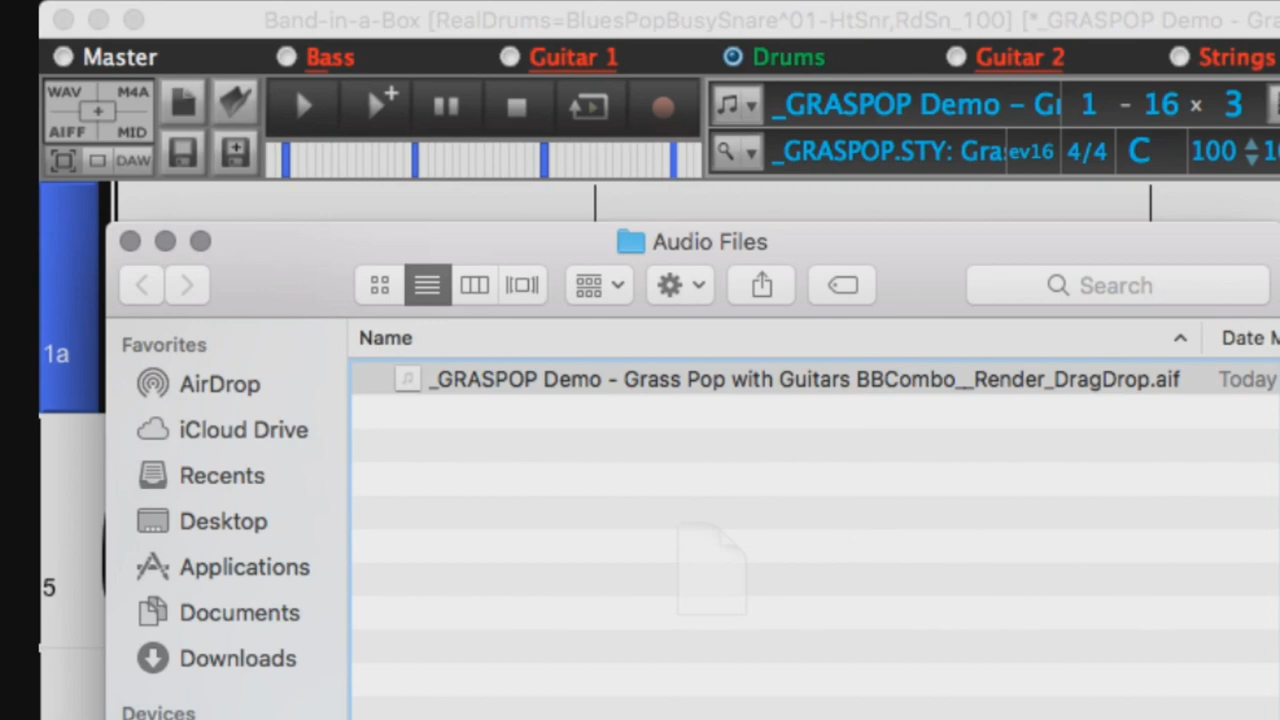 Band-in-a-Box [RealDrums=BluesPopBusySnare^01-HtSnr,RdSn_100] [*_GRASPOP Demo - Gra
Master Bass Guitar 1 Drums Guitar 2 Strings
WAV M4A
AIFF MID
DAW
_GRASPOP Demo - Gr 1 - 16 x 3
_GRASPOP.STY: Gras ev16 4/4 C 100
Audio Files
Search
Favorites
Name Date M
AirDrop
_GRASPOP Demo - Grass Pop with Guitars BBCombo__Render_DragDrop.aif Today
iCloud Drive
Recents
Desktop
Applications
Documents
Downloads
Devices
1a
5